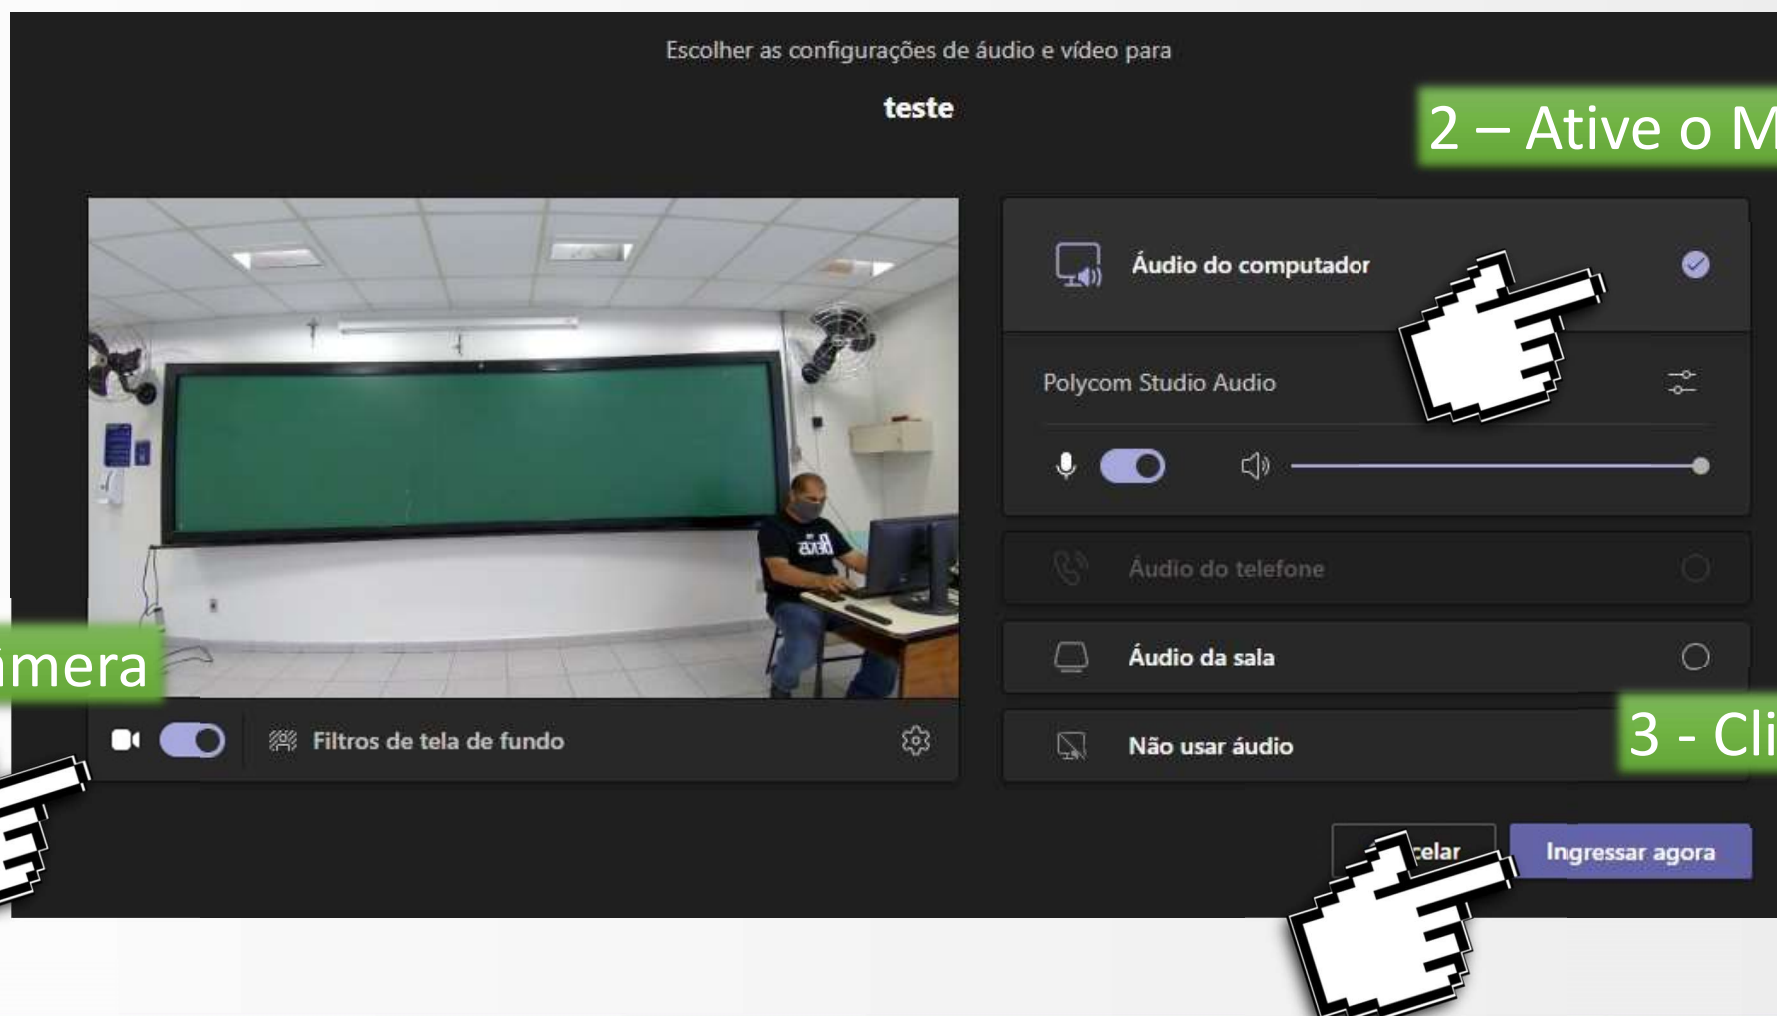 Escolher as configurações de áudio e vídeo para
teste
2 – Ative o M
Áudio do computador
Polycom Studio Audio
Áudio do telefone
mera
Áudio da sala
Filtros de tela de fundo
Não usar áudio
3 - Cli
celar
Ingressar agora